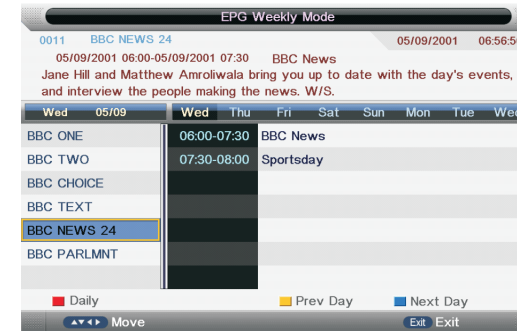 EPG Weekly Mode
0011 BBC NEWS 24 05/09/2001 06:56:5
05/09/2001 06:00-05/09/2001 07:30 BBC News
Jane Hill and Matthew Amroliwala bring you up to date with the day's events,
and interview the people making the news. W/S.
Wed 05/09 Wed Thu Fri Sat Sun Mon Tue We
BBC ONE 06:00-07:30 BBC News
BBC TWO 07:30-08:00 Sportsday
BBC CHOICE
BBC TEXT
BBC NEWS 24
BBC PARLMNT
Daily Prev Day Next Day
Move Exit Exit